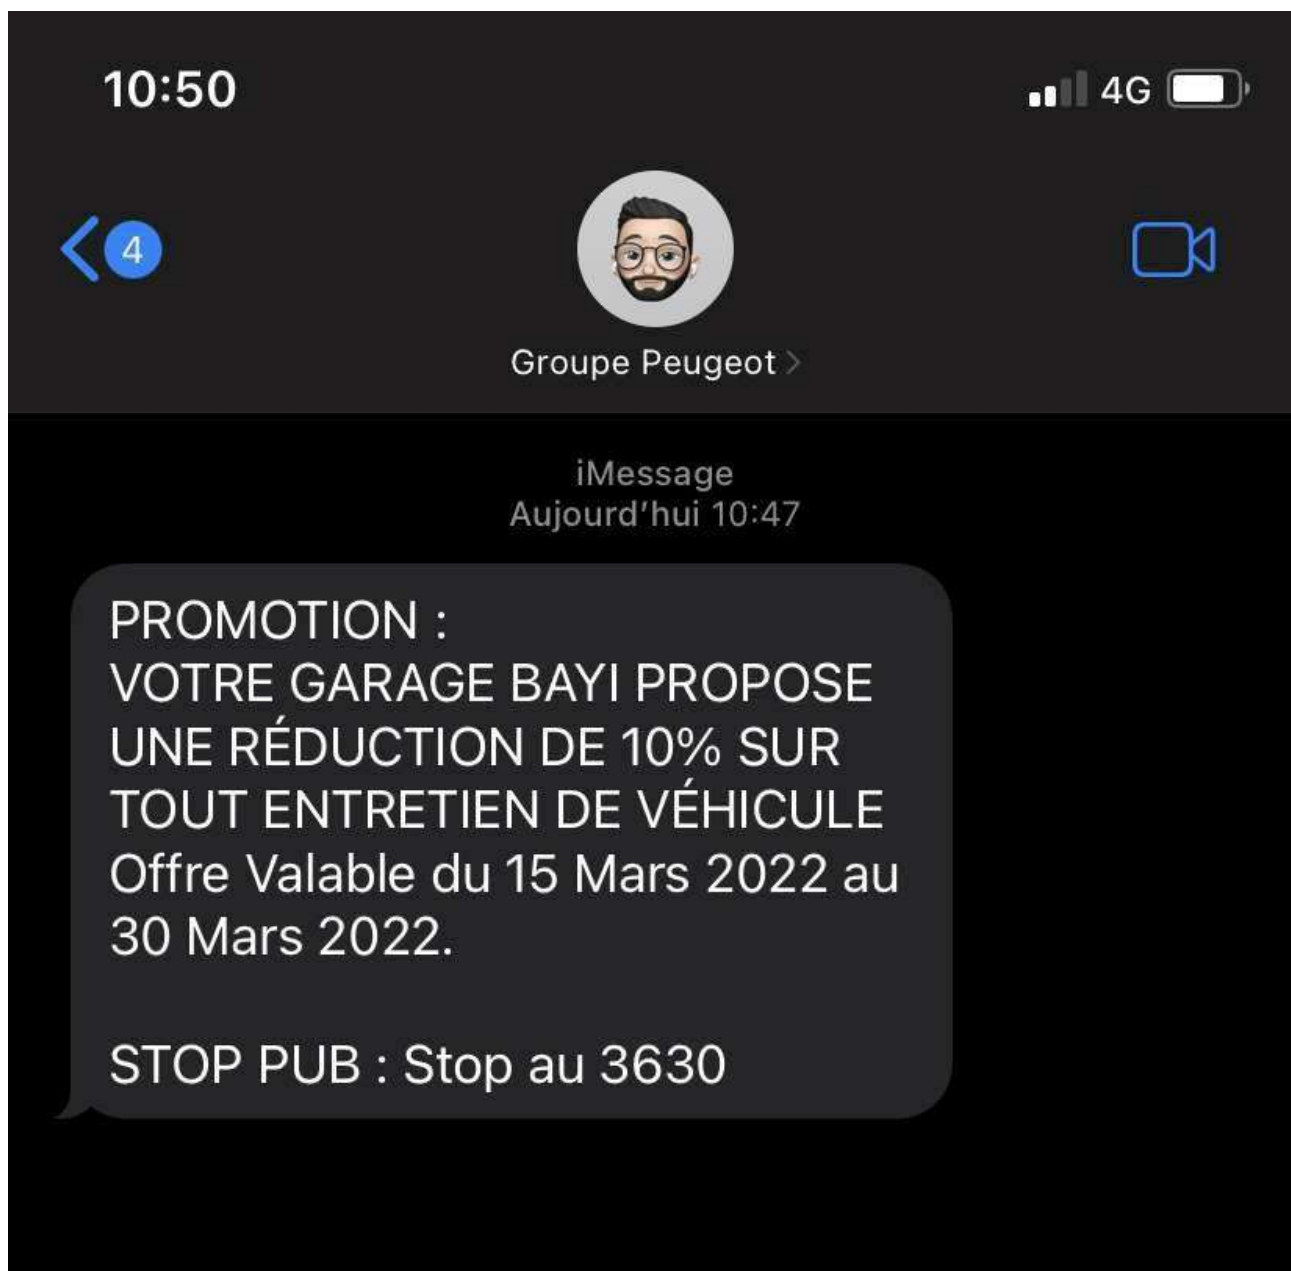 10:50
4G
4
Groupe Peugeot
iMessage
Aujourd’hui 10:47
PROMOTION :
VOTRE GARAGE BAYI PROPOSE
UNE RÉDUCTION DE 10% SUR
TOUT ENTRETIEN DE VÉHICULE
Offre Valable du 15 Mars 2022 au
30 Mars 2022.
STOP PUB : Stop au 3630